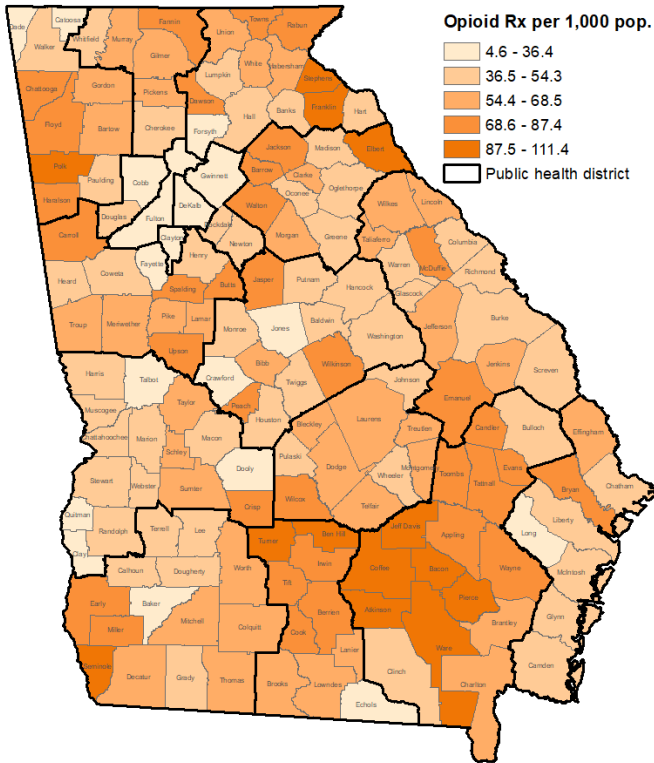 Opioid Rx per 1,000 pop.
4.6 - 36.4
36.5 - 54.3
54.4 - 68.5
68.6 - 87.4
87.5 - 111.4
Public health district
Dade
Catoosa
Walker
Whitfield
Murray
Fannin
Gilmer
Union
Towns
Rabun
White
Habersham
Lumpkin
Stephens
Chattooga
Gordon
Pickens
Dawson
Hall
Banks
Franklin
Hart
Floyd
Bartow
Cherokee
Forsyth
Jackson
Madison
Elbert
Polk
Paulding
Cobb
Gwinnett
Barrow
Clarke
Oconee
Oglethorpe
Haralson
Douglas
Fulton
DeKalb
Rockdale
Walton
Morgan
Greene
Wilkes
Lincoln
Carroll
Clayton
Fayette
Henry
Newton
Taliaferro
Columbia
McDuffie
Warren
Richmond
Heard
Coweta
Spalding
Butts
Jasper
Putnam
Hancock
Glascock
Troup
Meriwether
Pike
Lamar
Monroe
Jones
Baldwin
Washington
Jefferson
Burke
Upson
Bibb
Wilkinson
Jenkins
Screven
Harris
Talbot
Crawford
Twiggs
Johnson
Emanuel
Taylor
Peach
Houston
Muscogee
Chattahoochee
Marion
Macon
Bleckley
Laurens
Treutlen
Candler
Bulloch
Effingham
Schley
Pulaski
Dodge
Wheeler
Montgomery
Toombs
Tattnall
Evans
Bryan
Chatham
Stewart
Webster
Sumter
Dooly
Crisp
Wilcox
Telfair
Liberty
Long
Quitman
Randolph
Terrell
Lee
Turner
Ben Hill
Jeff Davis
Appling
Clay
Calhoun
Dougherty
Worth
Irwin
Tift
Coffee
Bacon
Wayne
McIntosh
Early
Baker
Mitchell
Berrien
Atkinson
Pierce
Brantley
Glynn
Miller
Colquitt
Cook
Lanier
Ware
Seminole
Decatur
Grady
Thomas
Brooks
Lowndes
Clinch
Charlton
Camden
Echols